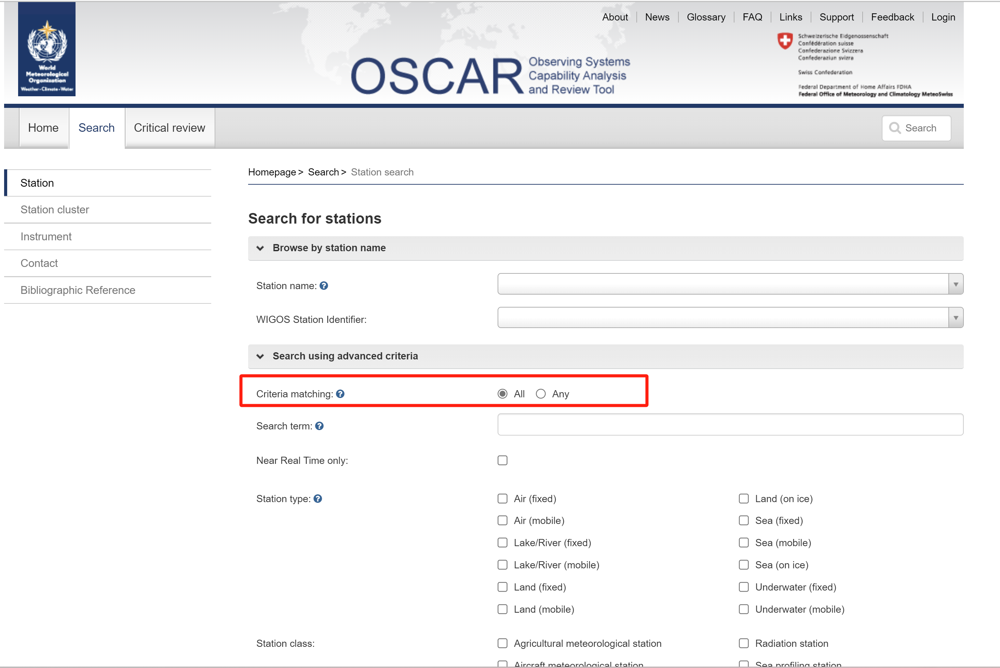 About News Glossary FAQ Links Support Feedback Login
World
Meteorological
Organization
Weather - Climate - Water
OSCAR
Observing Systems
Capability Analysis
and Review Tool
Schweizerische Eidgenossenschaft
Confédération suisse
Confederazione Svizzera
Confederaziun svizra
Swiss Confederation
Federal Department of Home Affairs FDHA
Federal Office of Meteorology and Climatology MeteoSwiss
Home Search Critical review
Search
Station
Station cluster
Instrument
Contact
Bibliographic Reference
Homepage > Search > Station search
Search for stations
Browse by station name
Station name: ?
WIGOS Station Identifier:
Search using advanced criteria
Criteria matching: ? All Any
Search term: ?
Near Real Time only:
Station type: ? Air (fixed) Land (on ice)
Air (mobile) Sea (fixed)
Lake/River (fixed) Sea (mobile)
Lake/River (mobile) Sea (on ice)
Land (fixed) Underwater (fixed)
Land (mobile) Underwater (mobile)
Station class: Agricultural meteorological station Radiation station
Aircraft meteorological station Sea profiling station